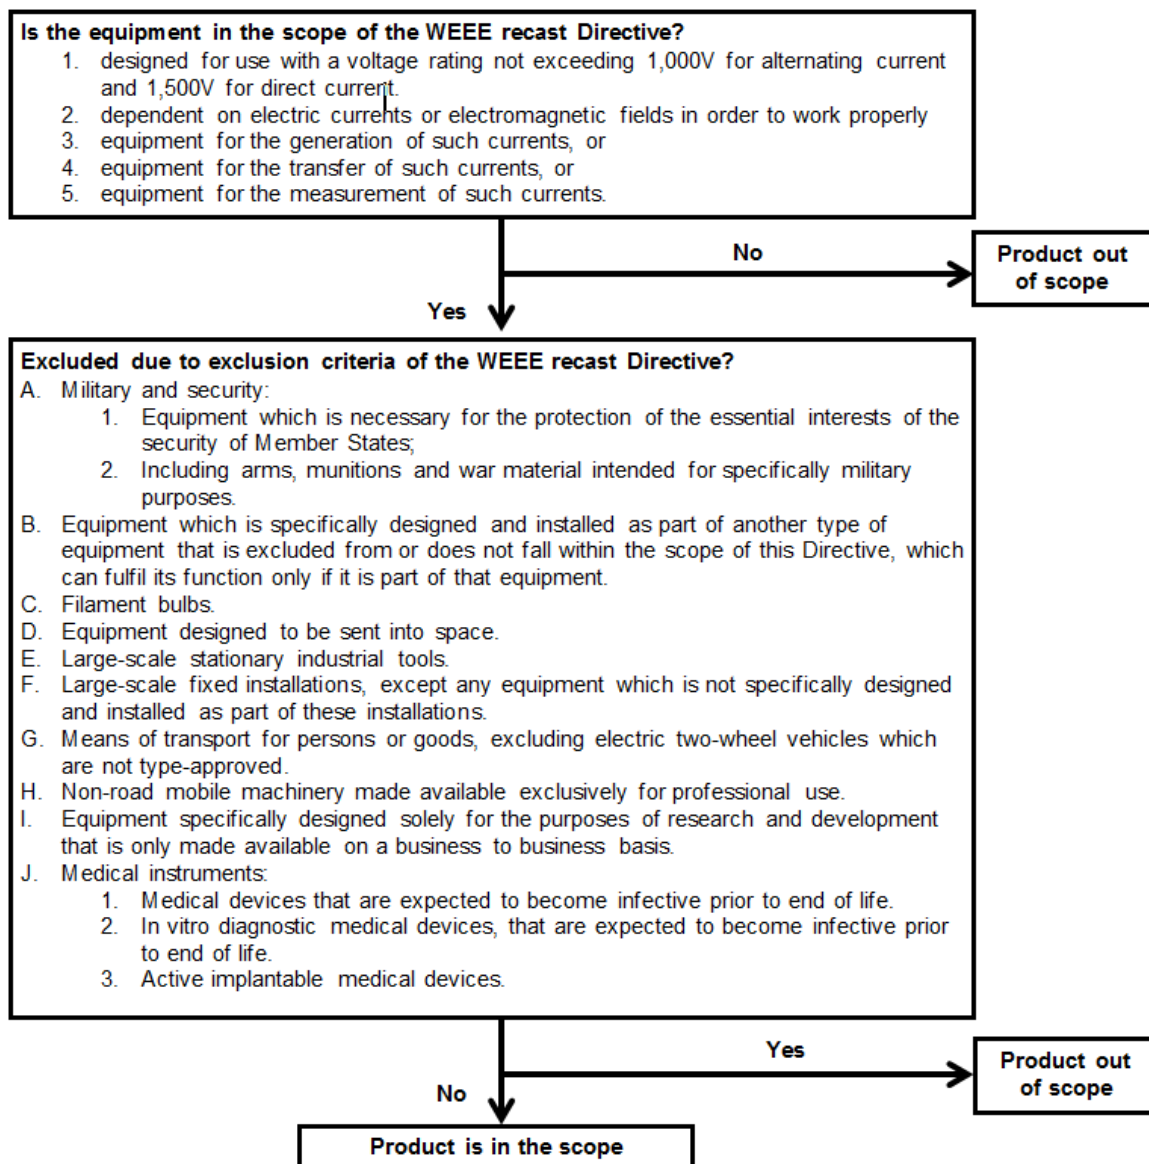 Is the equipment in the scope of the WEEE recast Directive?
1. designed for use with a voltage rating not exceeding 1,000V for alternating current
and 1,500V for direct current.
2. dependent on electric currents or electromagnetic fields in order to work properly
3. equipment for the generation of such currents, or
4. equipment for the transfer of such currents, or
5. equipment for the measurement of such currents.
No
Product out
of scope
Yes
Excluded due to exclusion criteria of the WEEE recast Directive?
A. Military and security:
1. Equipment which is necessary for the protection of the essential interests of the
security of Member States;
2. Including arms, munitions and war material intended for specifically military
purposes.
B. Equipment which is specifically designed and installed as part of another type of
equipment that is excluded from or does not fall within the scope of this Directive, which
can fulfil its function only if it is part of that equipment.
C. Filament bulbs.
D. Equipment designed to be sent into space.
E. Large-scale stationary industrial tools.
F. Large-scale fixed installations, except any equipment which is not specifically designed
and installed as part of these installations.
G. Means of transport for persons or goods, excluding electric two-wheel vehicles which
are not type-approved.
H. Non-road mobile machinery made available exclusively for professional use.
I. Equipment specifically designed solely for the purposes of research and development
that is only made available on a business to business basis.
J. Medical instruments:
1. Medical devices that are expected to become infective prior to end of life.
2. In vitro diagnostic medical devices, that are expected to become infective prior
to end of life.
3. Active implantable medical devices.
Yes
Product out
of scope
No
Product is in the scope